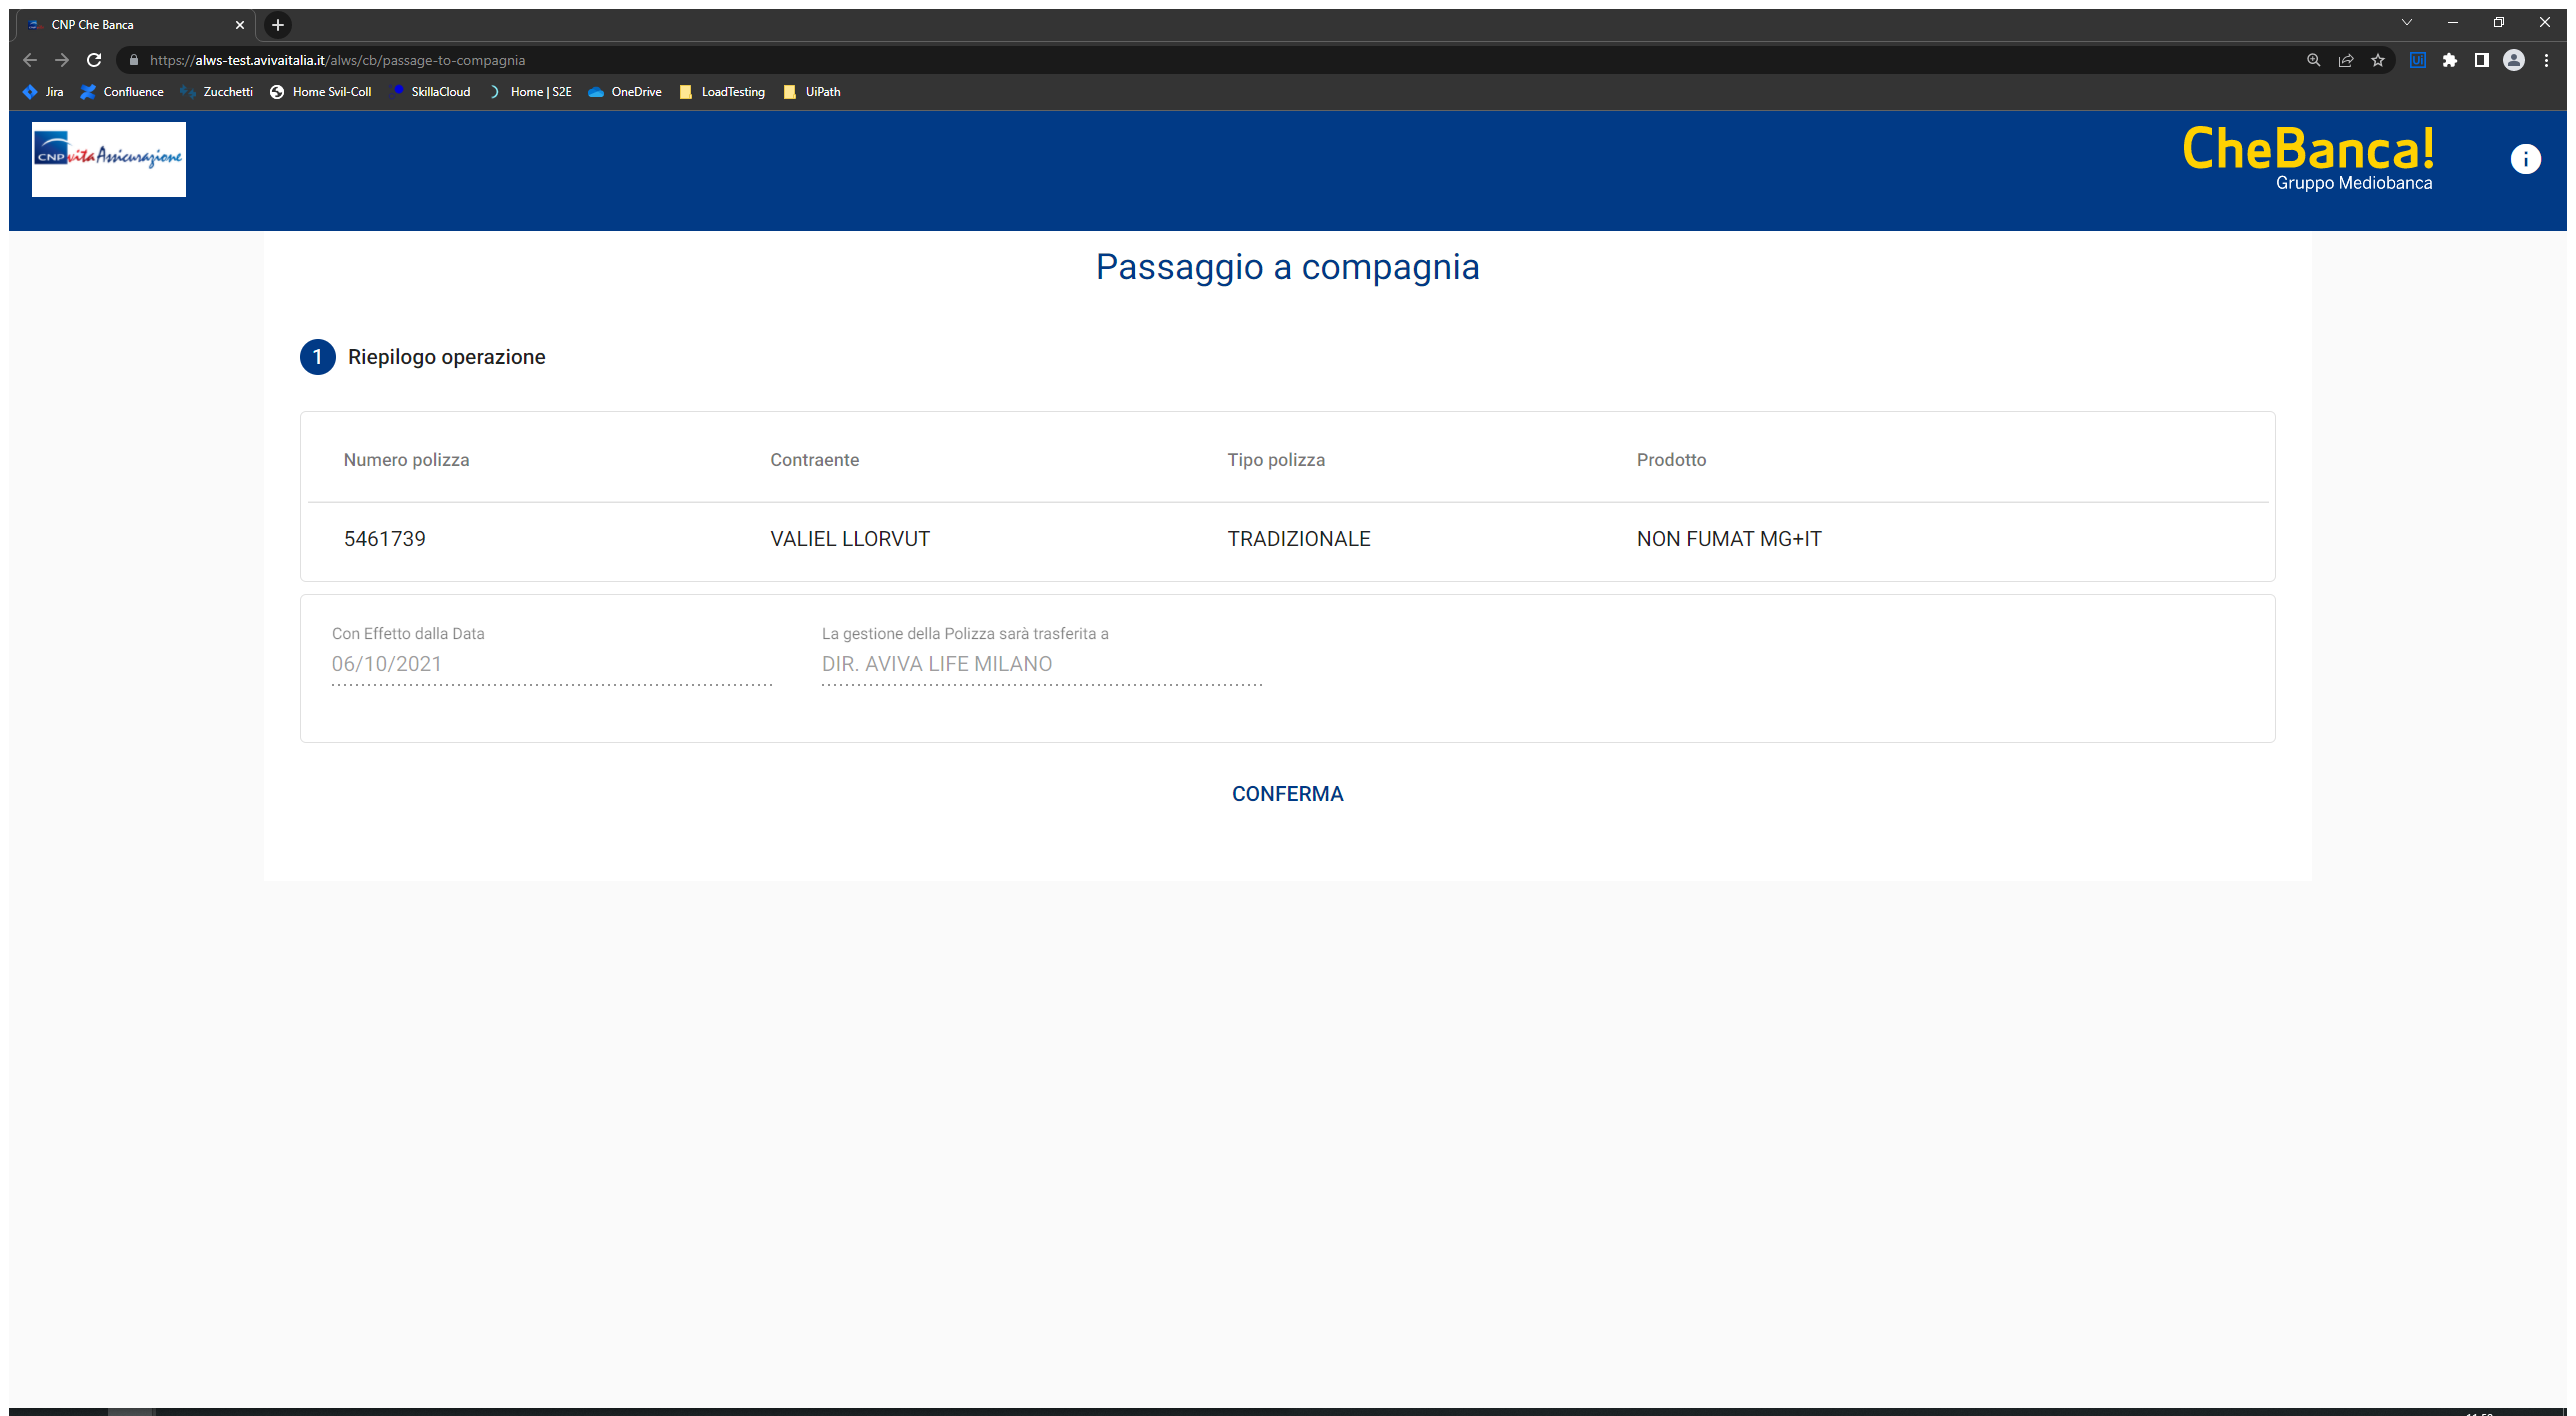 CNP Che Banca
https://alws-test.avivaitalia.it/alws/cb/passage-to-compagnia
Jira Confluence Zucchetti Home Svil-Coll SkillaCloud Home | S2E OneDrive LoadTesting UiPath
CNP vita Assicurazione
CheBanca!
Gruppo Mediobanca
Passaggio a compagnia
1 Riepilogo operazione
Numero polizza Contraente Tipo polizza Prodotto
5461739 VALIEL LLORVUT TRADIZIONALE NON FUMAT MG+IT
Con Effetto dalla Data La gestione della Polizza sarà trasferita a
06/10/2021 DIR. AVIVA LIFE MILANO
CONFERMA